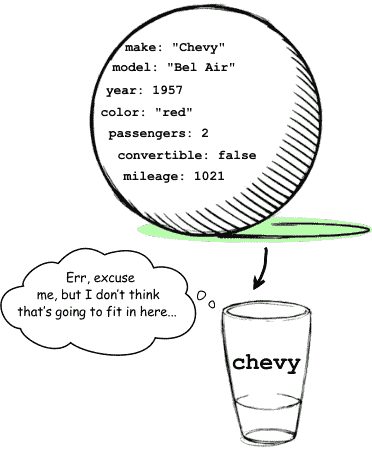 make: "Chevy"
model: "Bel Air"
year: 1957
color: "red"
passengers: 2
convertible: false
mileage: 1021
Err, excuse
me, but I don't think
that's going to fit in here...
chevy